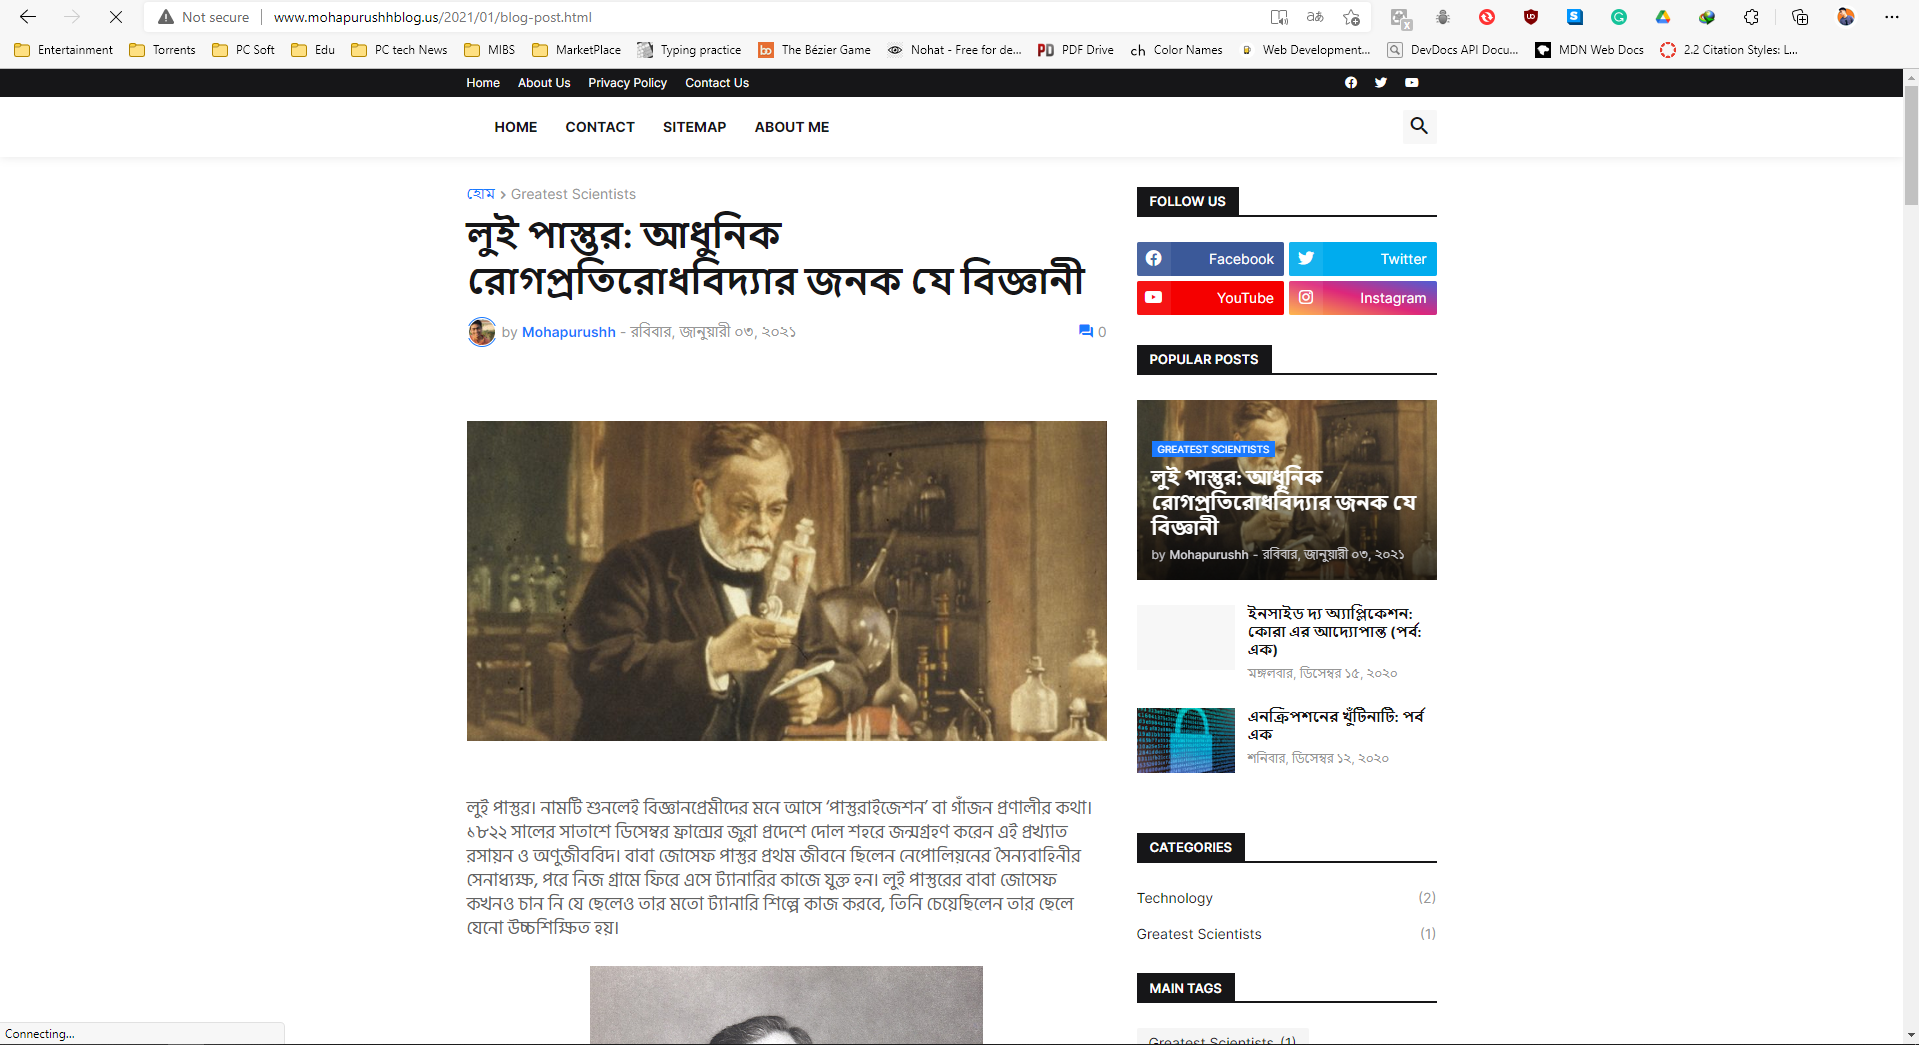 Not secure
www.mohapurushhblog.us/2021/01/blog-post.html
Entertainment
Torrents
PC Soft
Edu
PC tech News
MIBS
MarketPlace
Typing practice
The Bézier Game
Nohat - Free for de...
PDF Drive
Color Names
Web Development...
DevDocs API Docu...
MDN Web Docs
2.2 Citation Styles: L...
Home
About Us
Privacy Policy
Contact Us
HOME
CONTACT
SITEMAP
ABOUT ME
হোম › Greatest Scientists
লুই পাস্তুর: আধুনিক
রোগপ্রতিরোধবিদ্যার জনক যে বিজ্ঞানী
by Mohapurushh - রবিবার, জানুয়ারী ০৩, ২০২১
0
লুই পাস্তুর। নামটি শুনলেই বিজ্ঞানপ্রেমীদের মনে আসে ‘পাস্তুরাইজেশন’ বা গাঁজন প্রণালীর কথা।
১৮২২ সালের সাতাশে ডিসেম্বর ফ্রান্সের জুরা প্রদেশে দোল শহরে জন্মগ্রহণ করেন এই প্রখ্যাত
রসায়ন ও অণুজীববিদ। বাবা জোসেফ পাস্তুর প্রথম জীবনে ছিলেন নেপোলিয়নের সৈন্যবাহিনীর
সেনাধ্যক্ষ, পরে নিজ গ্রামে ফিরে এসে ট্যানারির কাজে যুক্ত হন। লুই পাস্তুরের বাবা জোসেফ
কখনও চান নি যে ছেলেও তার মতো ট্যানারি শিল্পে কাজ করবে, তিনি চেয়েছিলেন তার ছেলে
যেনো উচ্চশিক্ষিত হয়।
FOLLOW US
Facebook
Twitter
YouTube
Instagram
POPULAR POSTS
GREATEST SCIENTISTS
লুই পাস্তুর: আধুনিক
রোগপ্রতিরোধবিদ্যার জনক যে
বিজ্ঞানী
by Mohapurushh - রবিবার, জানুয়ারী ০৩, ২০২১
ইনসাইড দ্য অ্যাপ্লিকেশন:
কোরা এর আদ্যোপান্ত (পর্ব:
এক)
মঙ্গলবার, ডিসেম্বর ১৫, ২০২০
এনক্রিপশনের খুঁটিনাটি: পর্ব
এক
শনিবার, ডিসেম্বর ১২, ২০২০
CATEGORIES
Technology (2)
Greatest Scientists (1)
MAIN TAGS
Greatest Scientists (1)
Connecting...